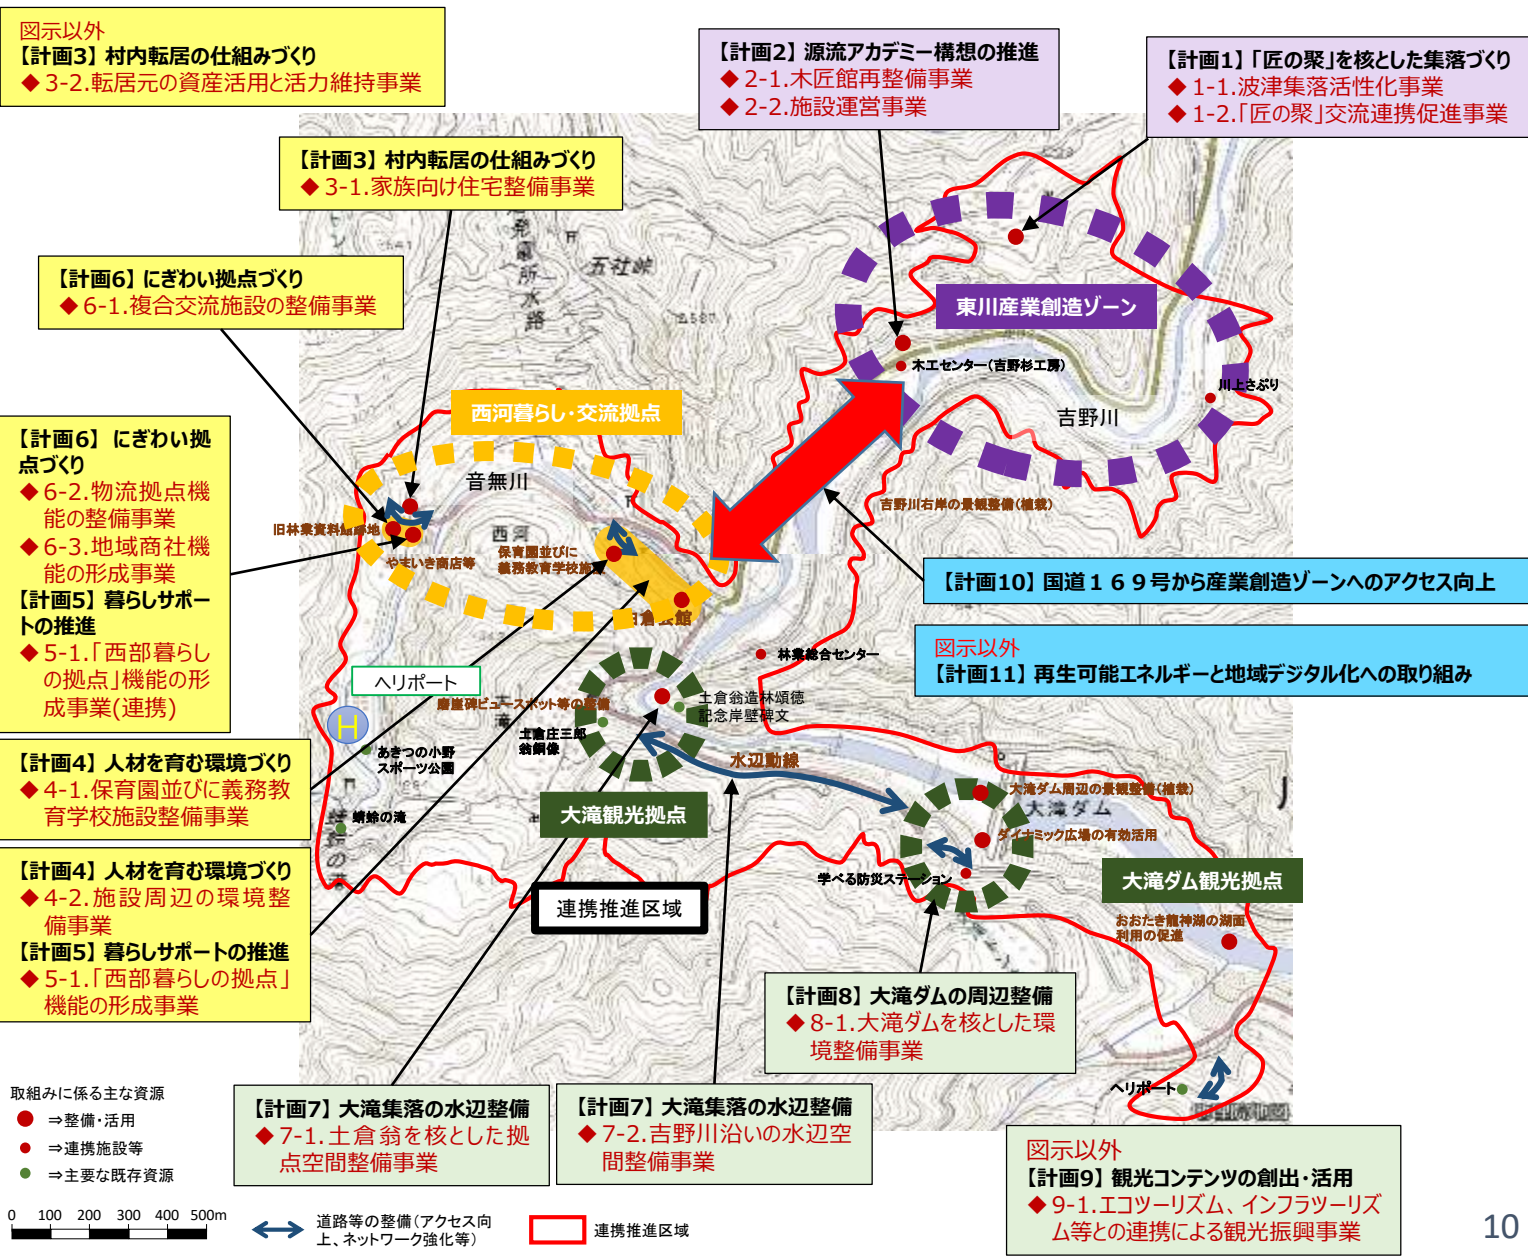 図示以外
【計画3】 村内転居の仕組みづくり
◆ 3-2.転居元の資産活用と活力維持事業
【計画2】 源流アカデミー構想の推進
◆ 2-1.木匠館再整備事業
◆ 2-2.施設運営事業
【計画1】 「匠の聚」を核とした集落づくり
◆ 1-1.波津集落活性化事業
◆ 1-2.「匠の聚」交流連携促進事業
【計画3】 村内転居の仕組みづくり
◆ 3-1.家族向け住宅整備事業
【計画6】 にぎわい拠点づくり
◆ 6-1.複合交流施設の整備事業
発電所水路
五社峠
東川産業創造ゾーン
木工センター(吉野杉工房)
川上さぷり
吉野川
吉野川右岸の景観整備(植栽)
西河暮らし・交流拠点
音無川
西河
旧林業資料館跡地
やまいき商店等
保育園並びに
義務教育学校施設
【計画6】 にぎわい拠
点づくり
◆ 6-2.物流拠点機
能の整備事業
◆ 6-3.地域商社機
能の形成事業
【計画5】 暮らしサポー
トの推進
◆ 5-1.「西部暮らし
の拠点」機能の形
成事業(連携)
【計画10】 国道169号から産業創造ゾーンへのアクセス向上
図示以外
【計画11】 再生可能エネルギーと地域デジタル化への取り組み
林業総合センター
ヘリポート
H
磨崖碑ビュースポット等の整備
土倉翁造林頌徳
記念岸壁碑文
土倉庄三郎
翁銅像
あきつの小野
スポーツ公園
水辺動線
蜻蛉の滝
【計画4】 人材を育む環境づくり
◆ 4-1.保育園並びに義務教
育学校施設整備事業
大滝観光拠点
大滝ダム周辺の景観整備(植栽)
大滝ダム
ダイナミック広場の有効活用
学べる防災ステーション
大滝ダム観光拠点
おおたき龍神湖の湖面
利用の促進
連携推進区域
【計画4】 人材を育む環境づくり
◆ 4-2.施設周辺の環境整
備事業
【計画5】 暮らしサポートの推進
◆ 5-1.「西部暮らしの拠点」
機能の形成事業
【計画8】 大滝ダムの周辺整備
◆ 8-1.大滝ダムを核とした環
境整備事業
ヘリポート
【計画7】 大滝集落の水辺整備
◆ 7-1.土倉翁を核とした拠
点空間整備事業
【計画7】 大滝集落の水辺整備
◆ 7-2.吉野川沿いの水辺空
間整備事業
図示以外
【計画9】 観光コンテンツの創出・活用
◆ 9-1.エコツーリズム、インフラツーリズ
ム等との連携による観光振興事業
取組みに係る主な資源
⇒整備・活用
⇒連携施設等
⇒主要な既存資源
0 100 200 300 400 500m
道路等の整備(アクセス向
上、ネットワーク強化等)
連携推進区域
10